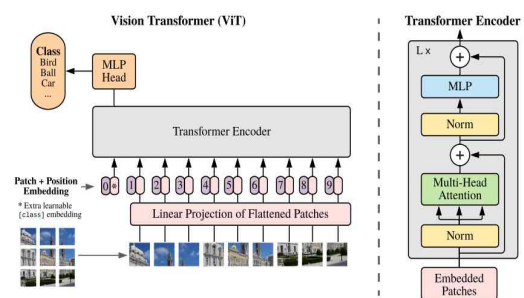 Vision Transformer (ViT)
Class
Bird
Ball
Car
...
MLP
Head
Transformer Encoder
Patch + Position
Embedding
0 * 1 2 3 4 5 6 7 8 9
* Extra learnable
[class] embedding
Linear Projection of Flattened Patches
Transformer Encoder
L x
+
MLP
Norm
+
Multi-Head
Attention
Norm
Embedded
Patches